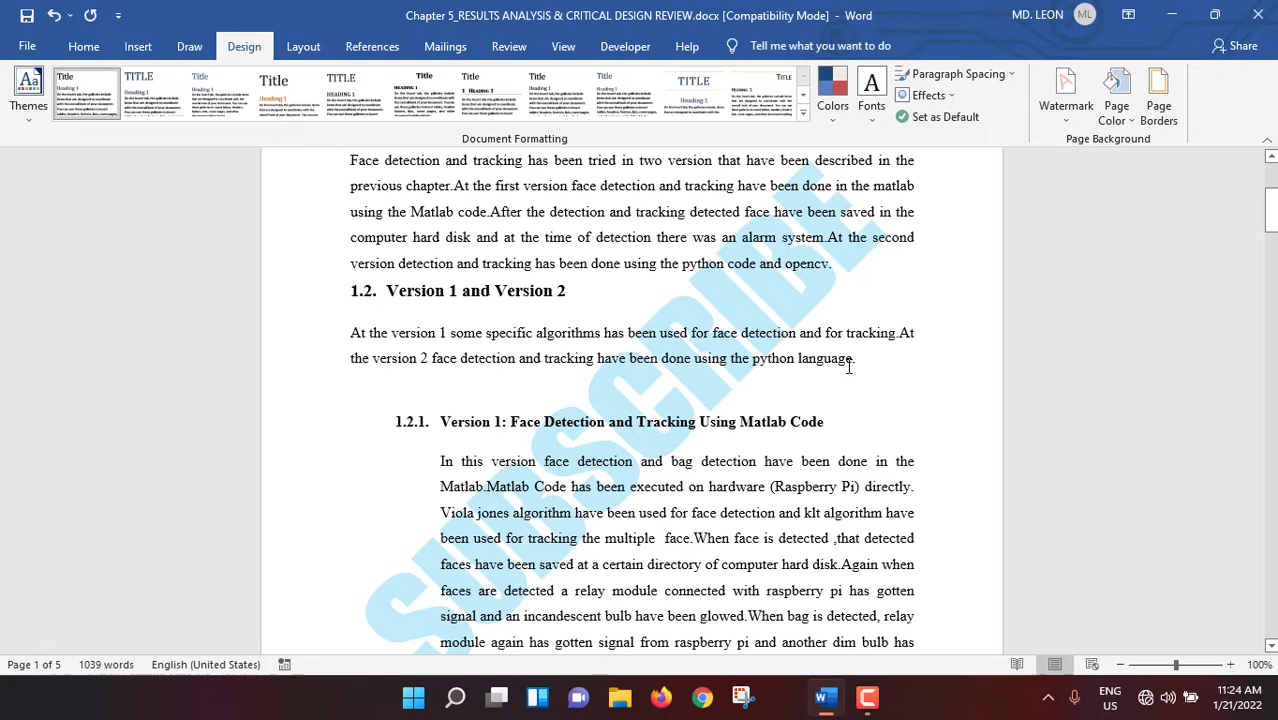 Chapter 5_RESULTS ANALYSIS & CRITICAL DESIGN REVIEW.docx [Compatibility Mode] - Word
MD. LEON
ML
File Home Insert Draw Design Layout References Mailings Review View Developer Help Tell me what you want to do
Share
Themes
Colors
Fonts
Paragraph Spacing
Effects
Set as Default
Watermark
Page Color
Page Borders
Document Formatting
Page Background
Face detection and tracking has been tried in two version that have been described in the
previous chapter.At the first version face detection and tracking have been done in the matlab
using the Matlab code.After the detection and tracking detected face have been saved in the
computer hard disk and at the time of detection there was an alarm system.At the second
version detection and tracking has been done using the python code and opencv.
1.2. Version 1 and Version 2
At the version 1 some specific algorithms has been used for face detection and for tracking.At
the version 2 face detection and tracking have been done using the python language.
1.2.1. Version 1: Face Detection and Tracking Using Matlab Code
In this version face detection and bag detection have been done in the
Matlab.Matlab Code has been executed on hardware (Raspberry Pi) directly.
Viola jones algorithm have been used for face detection and klt algorithm have
been used for tracking the multiple face.When face is detected ,that detected
faces have been saved at a certain directory of computer hard disk.Again when
faces are detected a relay module connected with raspberry pi has gotten
signal and an incandescent bulb have been glowed.When bag is detected, relay
module again has gotten signal from raspberry pi and another dim bulb has
SUBSCRIBE
Page 1 of 5 1039 words English (United States)
100%
ENG
US
11:24 AM
1/21/2022